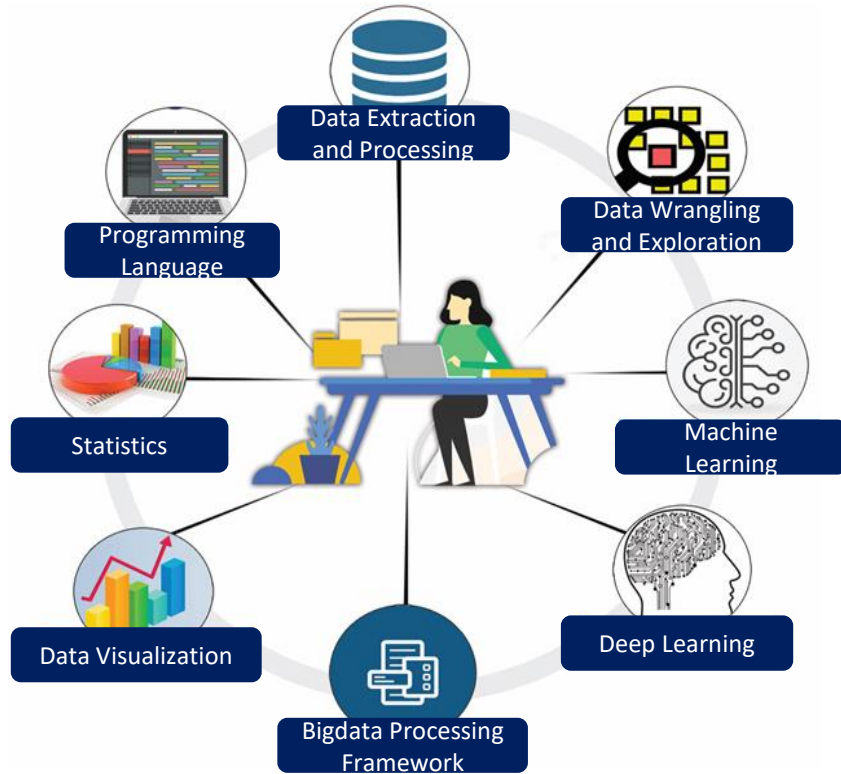 Data Extraction
and Processing
Programming
Language
Data Wrangling
and Exploration
Statistics
Machine
Learning
Data Visualization
Deep Learning
Bigdata Processing
Framework